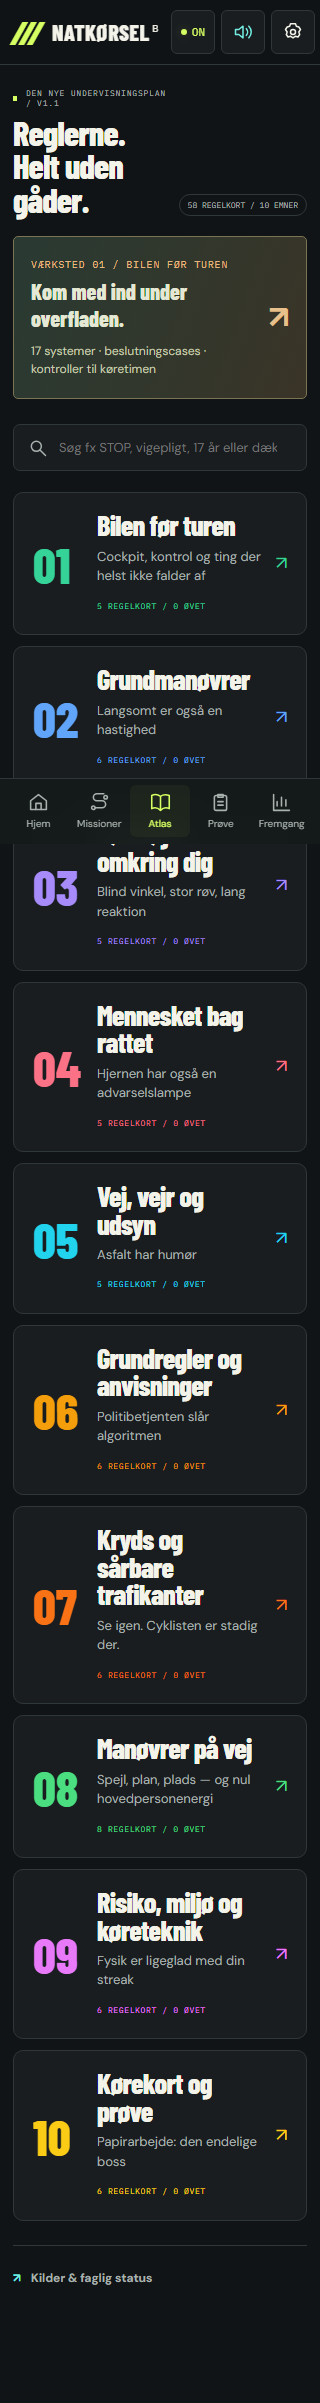 NATKØRSEL B
ON
DEN NYE UNDERVISNINGSPLAN
/ V1.1
Reglerne.
Helt uden
gåder.
58 REGELKORT / 10 EMNER
VÆRKSTED 01 / BILEN FØR TUREN
Kom med ind under
overfladen.
17 systemer · beslutningscases ·
kontroller til køretimen
Søg fx STOP, vigepligt, 17 år eller dæk
01
Bilen før turen
Cockpit, kontrol og ting der
helst ikke falder af
5 REGELKORT / 0 ØVET
02
Grundmanøvrer
Langsomt er også en
hastighed
6 REGELKORT / 0 ØVET
Hjem
Missioner
Atlas
Prøve
Fremgang
03
omkring dig
Blind vinkel, stor røv, lang
reaktion
5 REGELKORT / 0 ØVET
04
Mennesket bag
rattet
Hjernen har også en
advarselslampe
5 REGELKORT / 0 ØVET
05
Vej, vejr og
udsyn
Asfalt har humør
5 REGELKORT / 0 ØVET
06
Grundregler og
anvisninger
Politibetjenten slår
algoritmen
6 REGELKORT / 0 ØVET
07
Kryds og
sårbare
trafikanter
Se igen. Cyklisten er stadig
der.
6 REGELKORT / 0 ØVET
08
Manøvrer på vej
Spejl, plan, plads — og nul
hovedpersonenergi
8 REGELKORT / 0 ØVET
09
Risiko, miljø og
køreteknik
Fysik er ligeglad med din
streak
6 REGELKORT / 0 ØVET
10
Kørekort og
prøve
Papirarbejde: den endelige
boss
6 REGELKORT / 0 ØVET
Kilder & faglig status